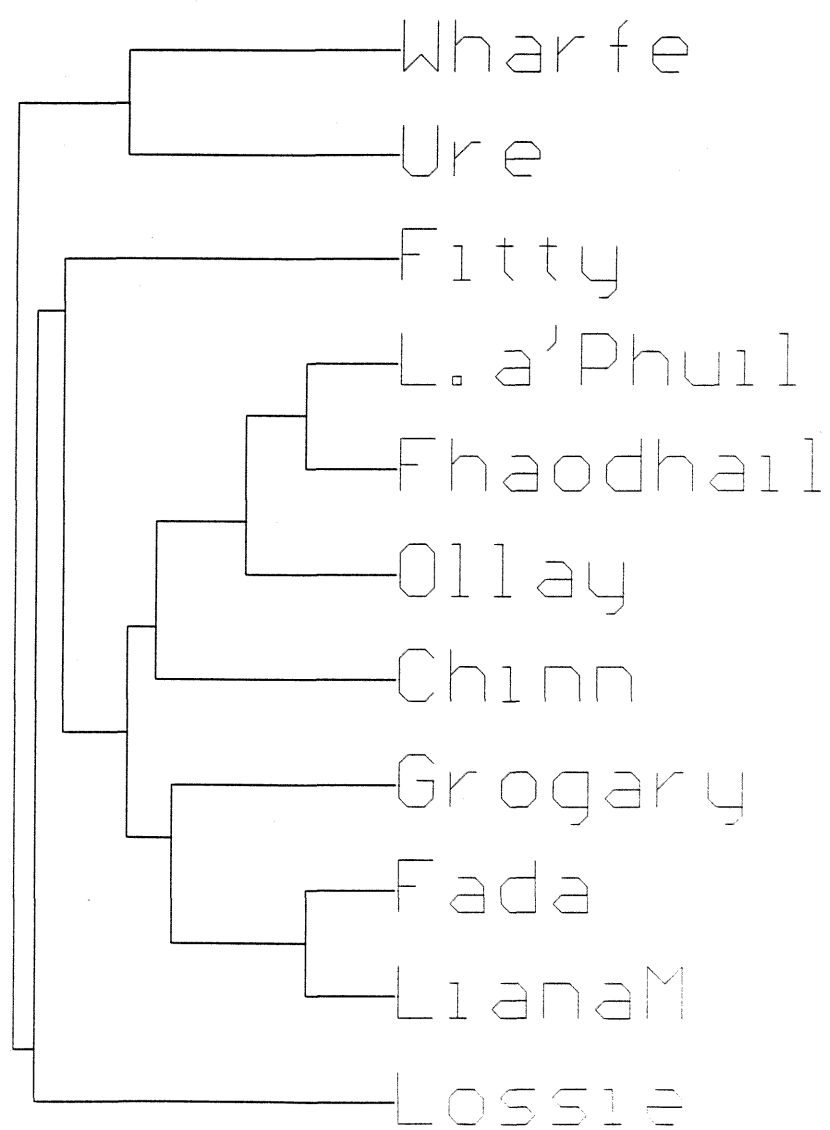 Wharfe
Ure
Fitty
L. a'Phuil
Fhaodhail
Ollay
Chinn
Grogary
Fada
LianaM
Lossie